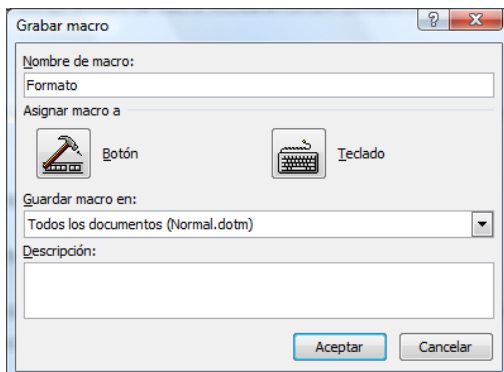 Grabar macro
Nombre de macro:
Formato
Asignar macro a
Botón
Teclado
Guardar macro en:
Todos los documentos (Normal.dotm)
Descripción:
Aceptar
Cancelar